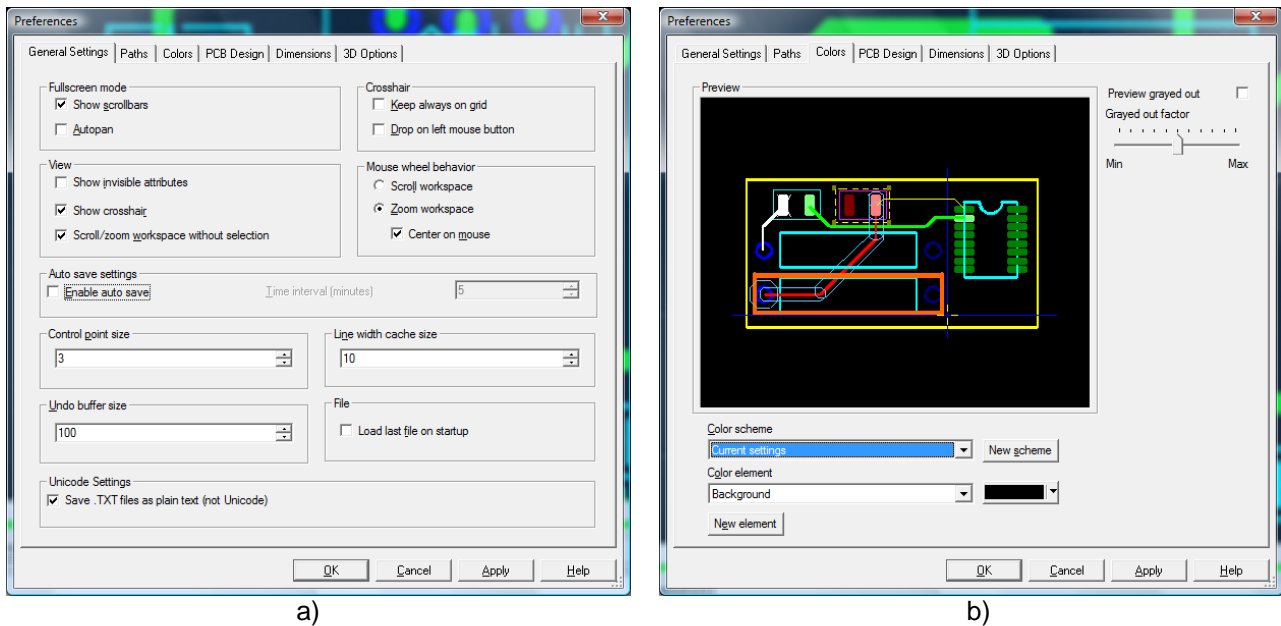 Preferences
General Settings Paths Colors PCB Design Dimensions 3D Options
Fullscreen mode
Show scrollbars
Autopan
Crosshair
Keep always on grid
Drop on left mouse button
View
Show invisible attributes
Show crosshair
Scroll/zoom workspace without selection
Mouse wheel behavior
Scroll workspace
Zoom workspace
Center on mouse
Auto save settings
Enable auto save Time interval (minutes) 5
Control point size
3
Line width cache size
10
Undo buffer size
100
File
Load last file on startup
Unicode Settings
Save .TXT files as plain text (not Unicode)
OK Cancel Apply Help
a)
Preferences
General Settings Paths Colors PCB Design Dimensions 3D Options
Preview
Preview grayed out
Grayed out factor
Min Max
Color scheme
Current settings New scheme
Color element
Background
New element
OK Cancel Apply Help
b)